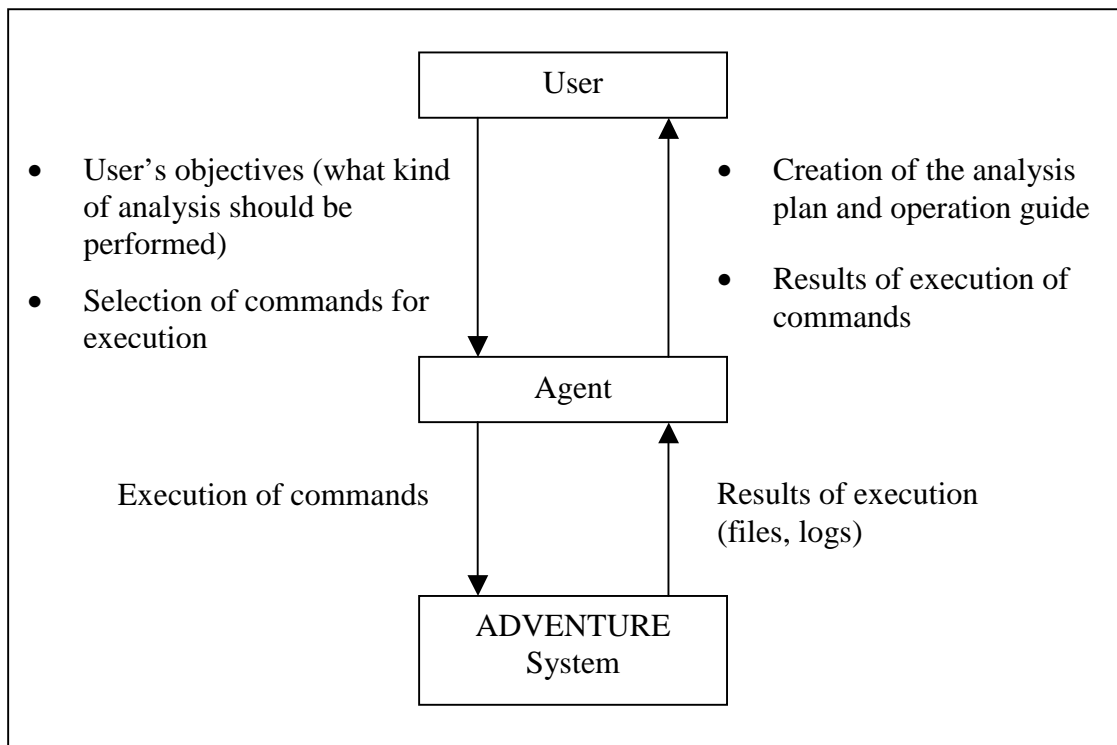 User
• User’s objectives (what kind
of analysis should be
performed)
• Selection of commands for
execution
• Creation of the analysis
plan and operation guide
• Results of execution of
commands
Agent
Execution of commands
Results of execution
(files, logs)
ADVENTURE
System